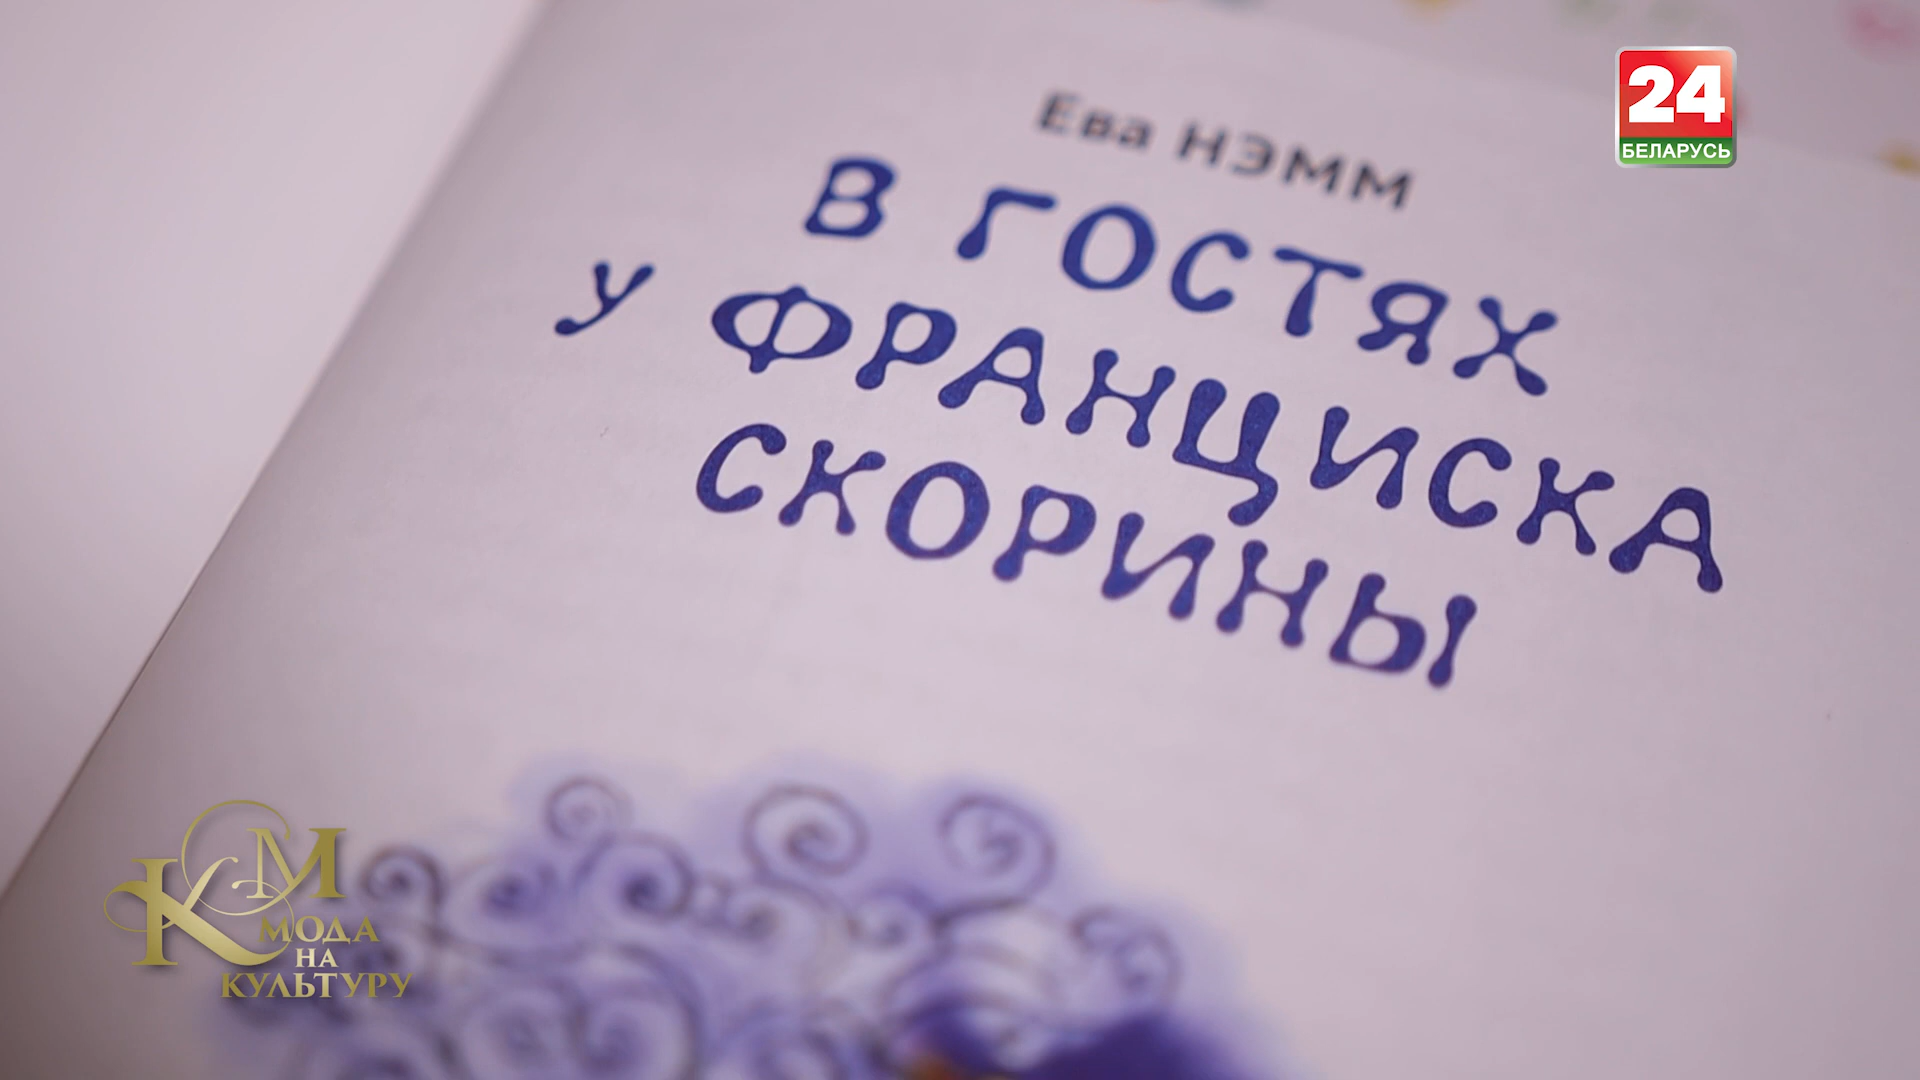 24
БЕЛАРУСЬ
Ева НЭММ
В ГОСТЯХ
У ФРАНЦИСКА
СКОРИНЫ
КМ
МОДА
НА
КУЛЬТУРУ